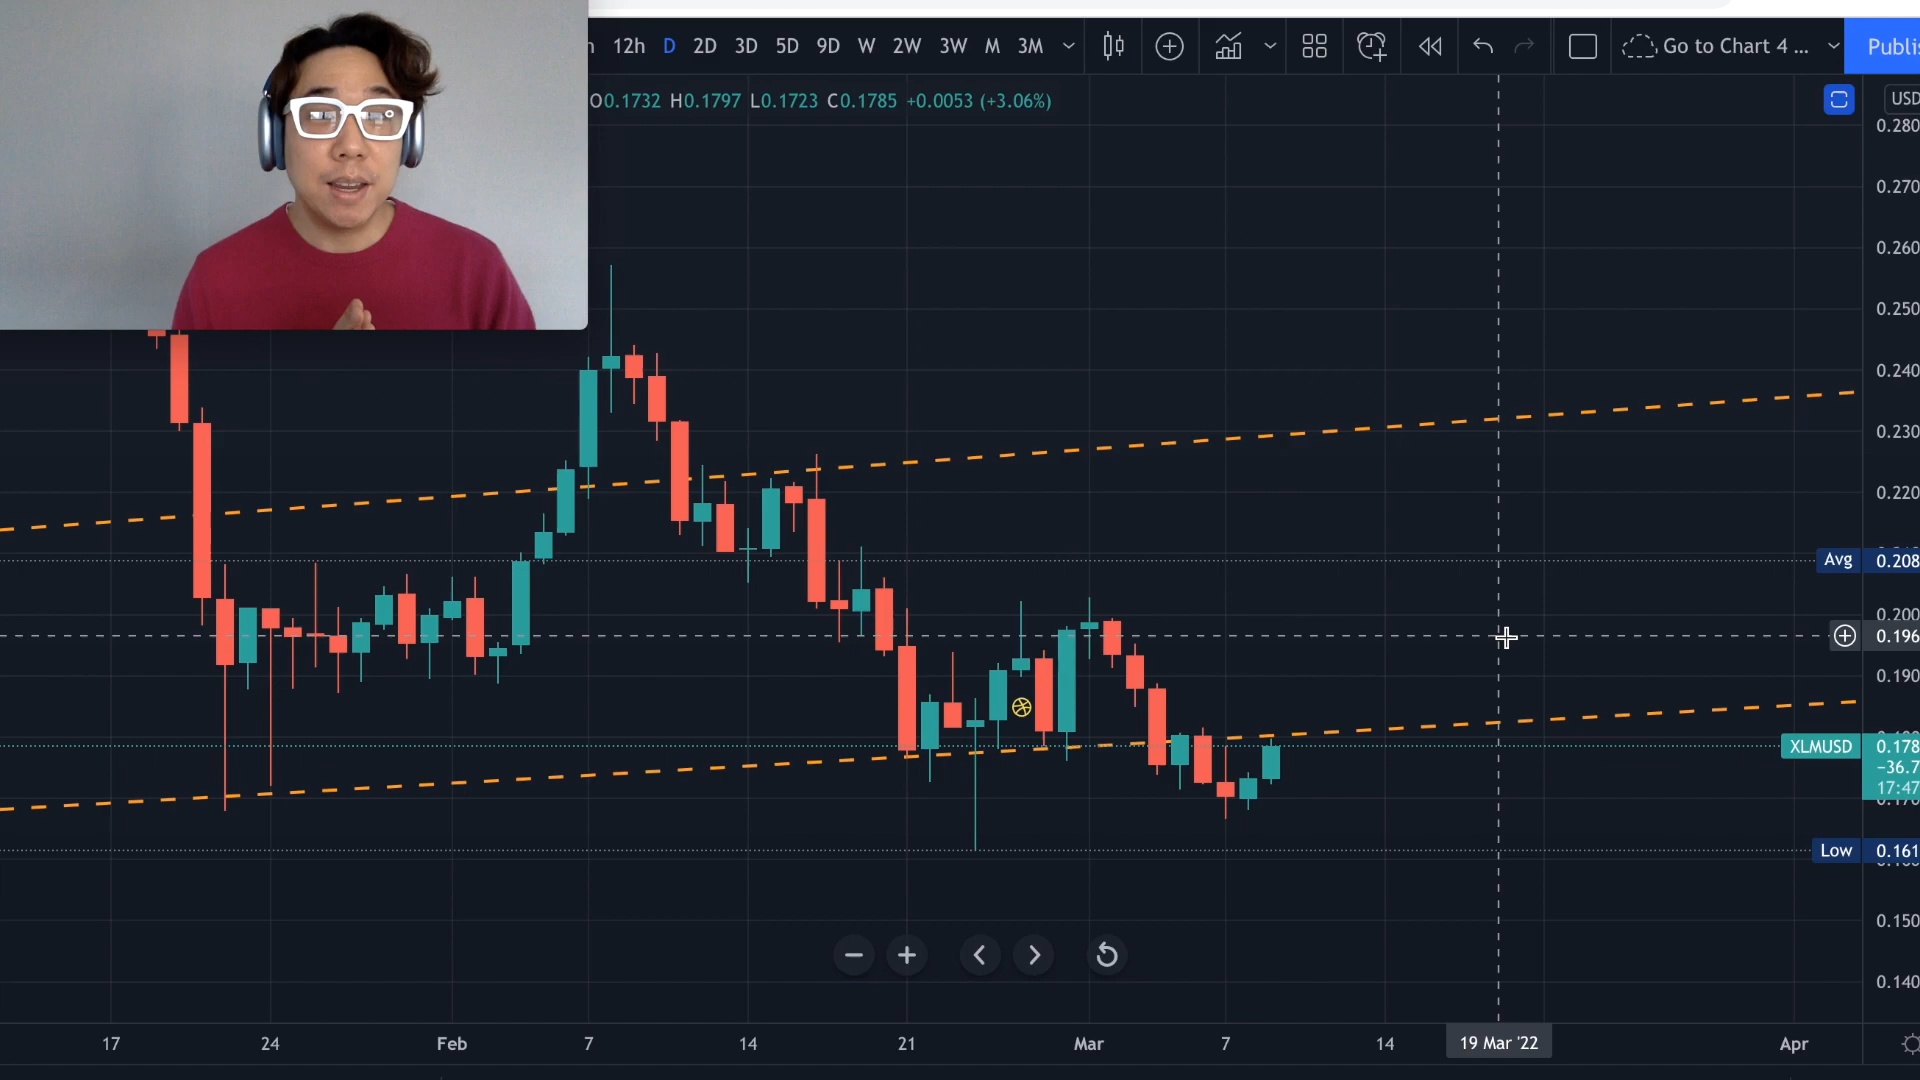 12h D 2D 3D 5D 9D W 2W 3W M 3M Go to Chart 4 ...
O0.1732 H0.1797 L0.1723 C0.1785 +0.0053 (+3.06%)
USD
0.280
0.270
0.260
0.250
0.240
0.230
0.220
Avg 0.208
0.200
0.196
0.190
XLMUSD 0.178
−36.7
17:47
Low 0.161
0.150
0.140
17 24 Feb 7 14 21 Mar 7 14 19 Mar '22 Apr